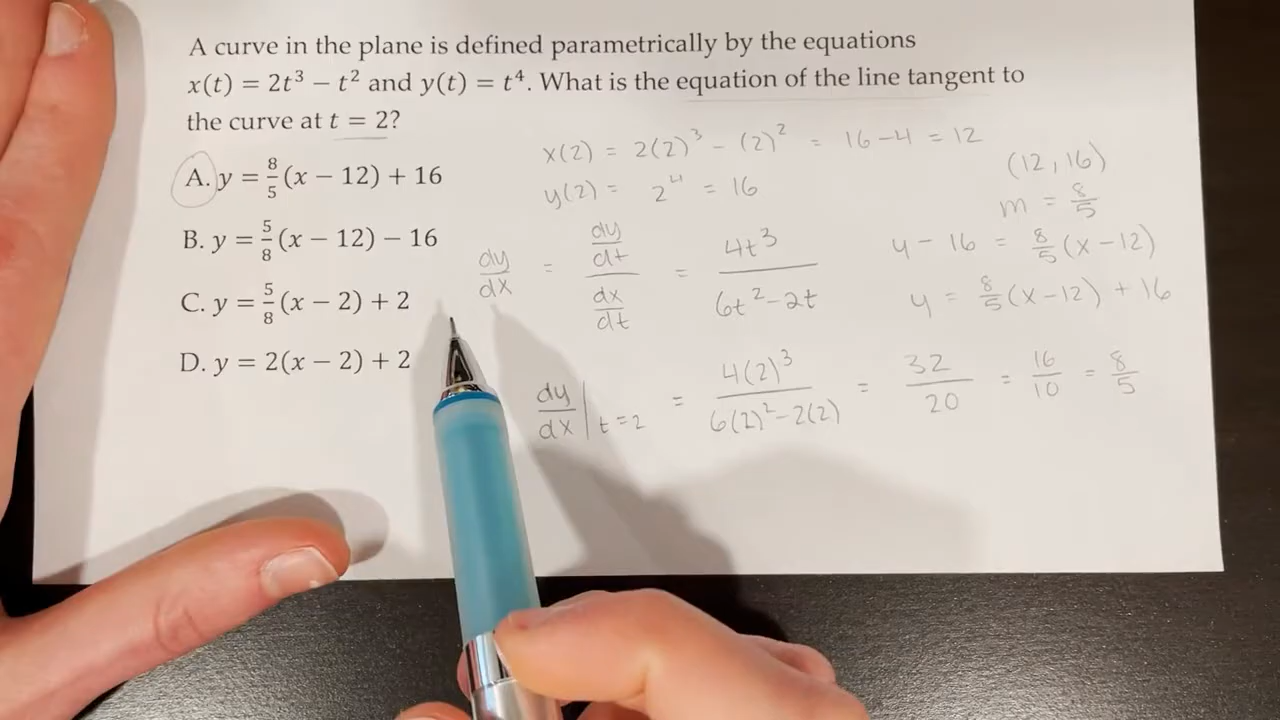 A curve in the plane is defined parametrically by the equations
x(t) = 2t³ − t² and y(t) = t⁴. What is the equation of the line tangent to
the curve at t = 2?
A. y = 8/5(x − 12) + 16
B. y = 5/8(x − 12) − 16
C. y = 5/8(x − 2) + 2
D. y = 2(x − 2) + 2
x(2) = 2(2)³ − (2)² = 16 − 4 = 12
y(2) = 2⁴ = 16
dy/dx = (dy/dt)/(dx/dt) = 4t³/(6t² − 2t)
dy/dx|t=2 = 4(2)³/(6(2)² − 2(2)) = 32/20 = 16/10 = 8/5
(12, 16)
m = 8/5
y − 16 = 8/5(x − 12)
y = 8/5(x − 12) + 16